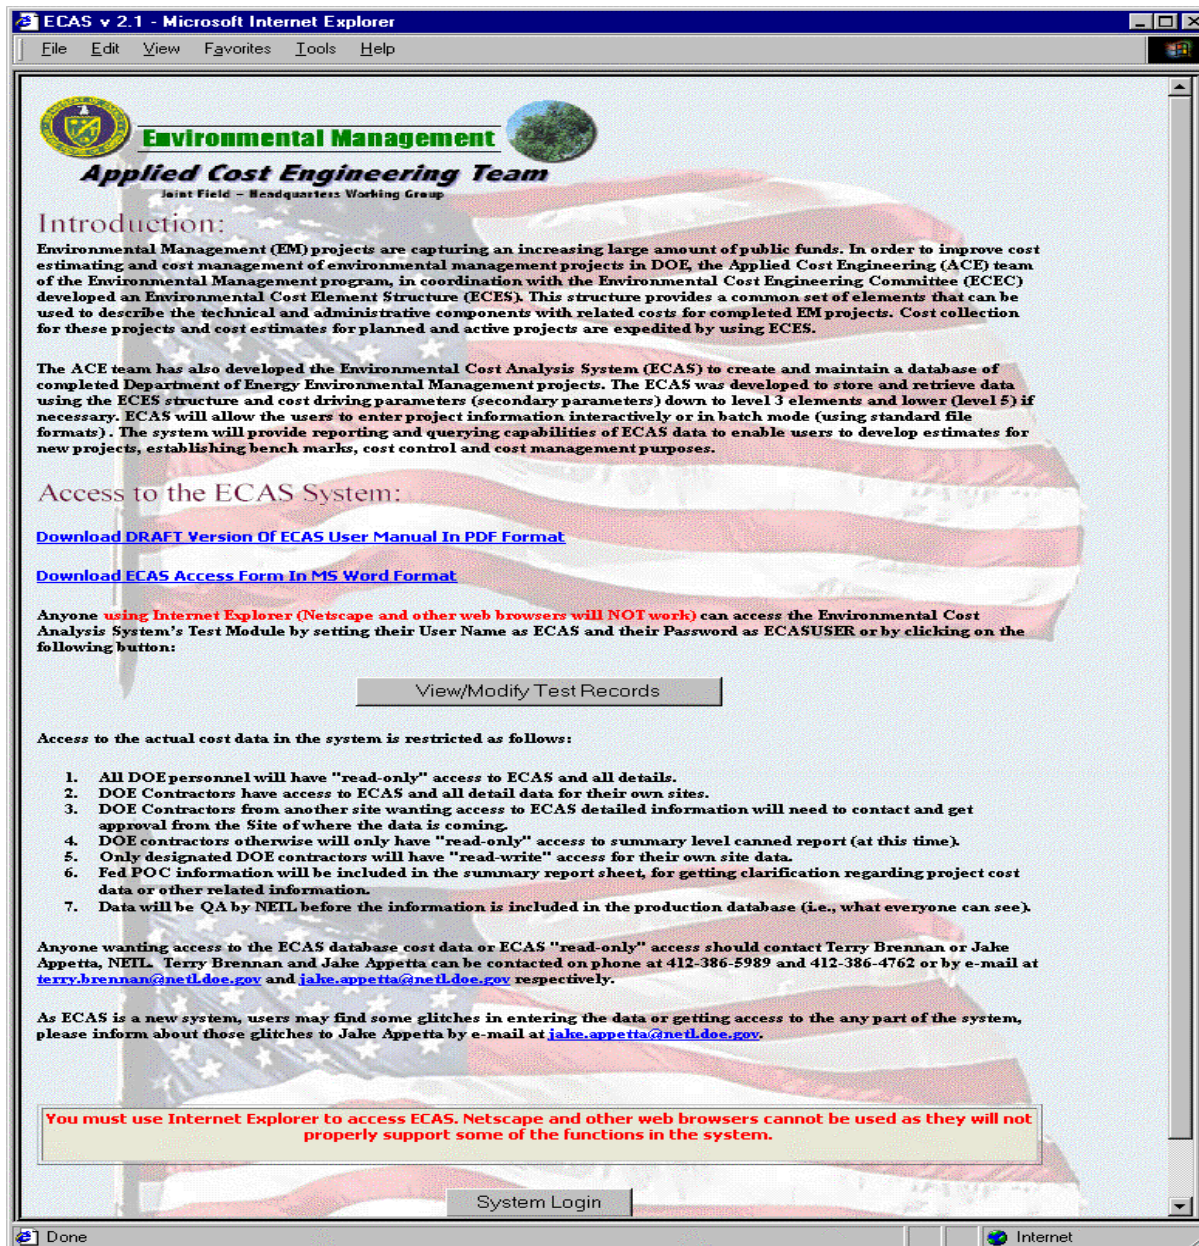 ECAS v 2.1 - Microsoft Internet Explorer
File Edit View Favorites Tools Help
Environmental Management
Applied Cost Engineering Team
Joint Field - Headquarters Working Group
Introduction:
Environmental Management (EM) projects are capturing an increasing large amount of public funds. In order to improve cost
estimating and cost management of environmental management projects in DOE, the Applied Cost Engineering (ACE) team
of the Environmental Management program, in coordination with the Environmental Cost Engineering Committee (ECEC)
developed an Environmental Cost Element Structure (ECES). This structure provides a common set of elements that can be
used to describe the technical and administrative components with related costs for completed EM projects. Cost collection
for these projects and cost estimates for planned and active projects are expedited by using ECES.
The ACE team has also developed the Environmental Cost Analysis System (ECAS) to create and maintain a database of
completed Department of Energy Environmental Management projects. The ECAS was developed to store and retrieve data
using the ECES structure and cost driving parameters (secondary parameters) down to level 3 elements and lower (level 5) if
necessary. ECAS will allow the users to enter project information interactively or in batch mode (using standard file
formats) . The system will provide reporting and querying capabilities of ECAS data to enable users to develop estimates for
new projects, establishing bench marks, cost control and cost management purposes.
Access to the ECAS System:
Download DRAFT Version Of ECAS User Manual In PDF Format
Download ECAS Access Form In MS Word Format
Anyone using Internet Explorer (Netscape and other web browsers will NOT work) can access the Environmental Cost
Analysis System's Test Module by setting their User Name as ECAS and their Password as ECASUSER or by clicking on the
following button:
View/Modify Test Records
Access to the actual cost data in the system is restricted as follows:
1. All DOE personnel will have "read-only" access to ECAS and all details.
2. DOE Contractors have access to ECAS and all detail data for their own sites.
3. DOE Contractors from another site wanting access to ECAS detailed information will need to contact and get
approval from the Site of where the data is coming.
4. DOE contractors otherwise will only have "read-only" access to summary level canned report (at this time).
5. Only designated DOE contractors will have "read-write" access for their own site data.
6. Fed POC information will be included in the summary report sheet, for getting clarification regarding project cost
data or other related information.
7. Data will be QA by NETL before the information is included in the production database (i.e., what everyone can see).
Anyone wanting access to the ECAS database cost data or ECAS "read-only" access should contact Terry Brennan or Jake
Appetta, NETL. Terry Brennan and Jake Appetta can be contacted on phone at 412-386-5989 and 412-386-4762 or by e-mail at
terry.brennan@netl.doe.gov and jake.appetta@netl.doe.gov respectively.
As ECAS is a new system, users may find some glitches in entering the data or getting access to the any part of the system,
please inform about those glitches to Jake Appetta by e-mail at jake.appetta@netl.doe.gov.
You must use Internet Explorer to access ECAS. Netscape and other web browsers cannot be used as they will not
properly support some of the functions in the system.
System Login
Done Internet